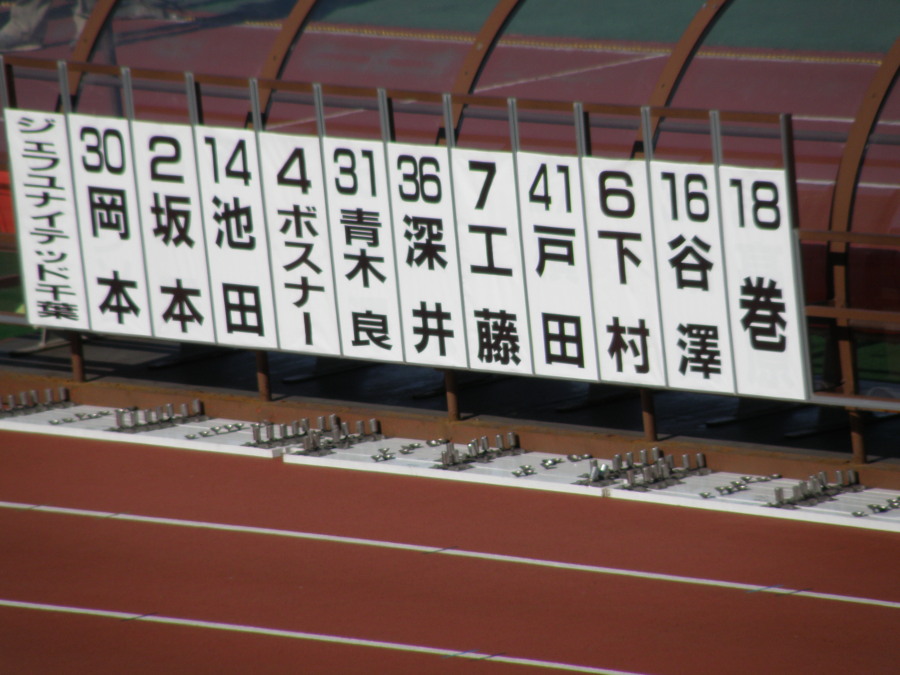 ジェフユナイテッド千葉
30 岡本
2 坂本
14 池田
4 ボスナー
31 青木良
36 深井
7 工藤
41 戸田
6 下村
16 谷澤
18 巻